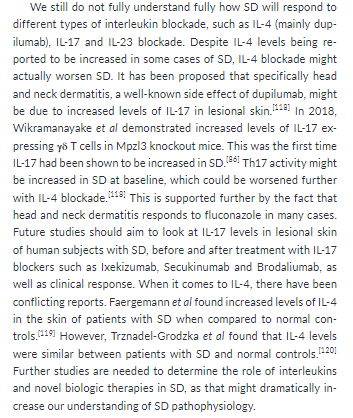 We still do not fully understand fully how SD will respond to
different types of interleukin blockade, such as IL-4 (mainly dup-
ilumab), IL-17 and IL-23 blockade. Despite IL-4 levels being re-
ported to be increased in some cases of SD, IL-4 blockade might
actually worsen SD. It has been proposed that specifically head
and neck dermatitis, a well-known side effect of dupilumab, might
be due to increased levels of IL-17 in lesional skin.[118] In 2018,
Wikramanayake et al demonstrated increased levels of IL-17 ex-
pressing γδ T cells in Mpzl3 knockout mice. This was the first time
IL-17 had been shown to be increased in SD.[86] Th17 activity might
be increased in SD at baseline, which could be worsened further
with IL-4 blockade.[118] This is supported further by the fact that
head and neck dermatitis responds to fluconazole in many cases.
Future studies should aim to look at IL-17 levels in lesional skin
of human subjects with SD, before and after treatment with IL-17
blockers such as Ixekizumab, Secukinumab and Brodaliumab, as
well as clinical response. When it comes to IL-4, there have been
conflicting reports. Faergemann et al found increased levels of IL-4
in the skin of patients with SD when compared to normal con-
trols.[119] However, Trznadel-Grodzka et al found that IL-4 levels
were similar between patients with SD and normal controls.[120]
Further studies are needed to determine the role of interleukins
and novel biologic therapies in SD, as that might dramatically in-
crease our understanding of SD pathophysiology.